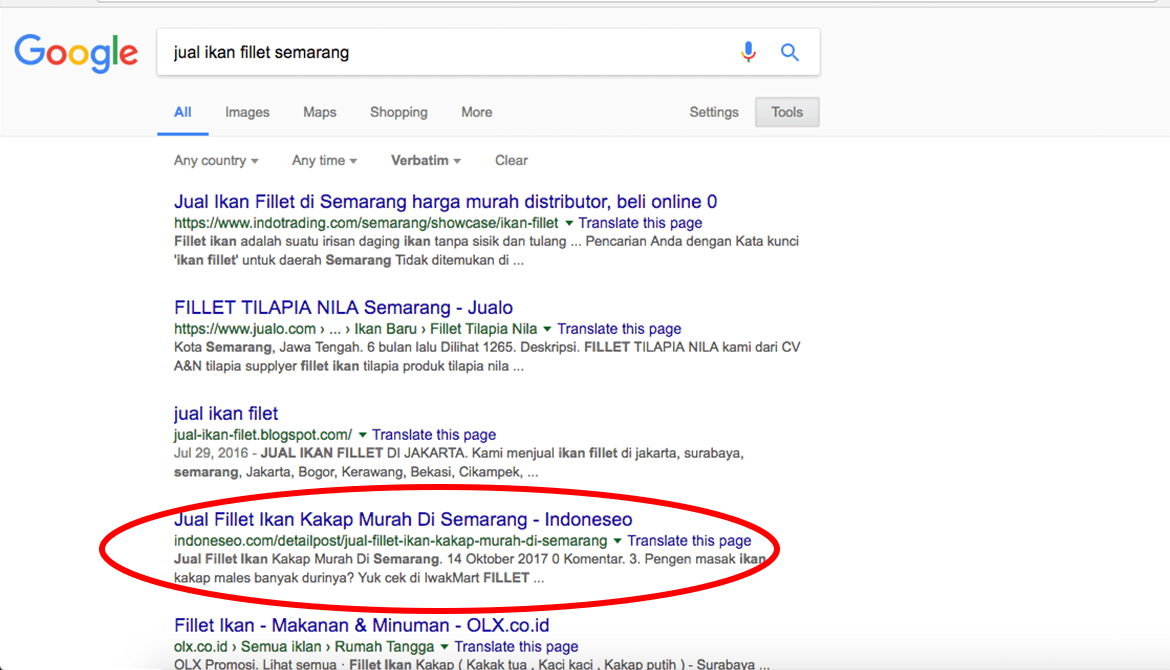 Google
jual ikan fillet semarang
All Images Maps Shopping More Settings Tools
Any country Any time Verbatim Clear
Jual Ikan Fillet di Semarang harga murah distributor, beli online 0
https://www.indotrading.com/semarang/showcase/ikan-fillet Translate this page
Fillet ikan adalah suatu irisan daging ikan tanpa sisik dan tulang ... Pencarian Anda dengan Kata kunci
'ikan fillet' untuk daerah Semarang Tidak ditemukan di ...
FILLET TILAPIA NILA Semarang - Jualo
https://www.jualo.com › ... › Ikan Baru › Fillet Tilapia Nila Translate this page
Kota Semarang, Jawa Tengah. 6 bulan lalu Dilihat 1265. Deskripsi. FILLET TILAPIA NILA kami dari CV
A&N tilapia supplyer fillet ikan tilapia produk tilapia nila ...
jual ikan filet
jual-ikan-filet.blogspot.com/ Translate this page
Jul 29, 2016 - JUAL IKAN FILLET DI JAKARTA. Kami menjual ikan fillet di jakarta, surabaya,
semarang, Jakarta, Bogor, Kerawang, Bekasi, Cikampek, ...
Jual Fillet Ikan Kakap Murah Di Semarang - Indoneseo
indoneseo.com/detailpost/jual-fillet-ikan-kakap-murah-di-semarang Translate this page
Jual Fillet Ikan Kakap Murah Di Semarang. 14 Oktober 2017 0 Komentar. 3. Pengen masak ikan
kakap males banyak durinya? Yuk cek di IwakMart FILLET ...
Fillet Ikan - Makanan & Minuman - OLX.co.id
olx.co.id › Semua iklan › Rumah Tangga Translate this page
OLX Promosi. Lihat semua · Fillet Ikan Kakap ( Kakak tua , Kaci kaci , Kakap putih ) - Surabaya ...